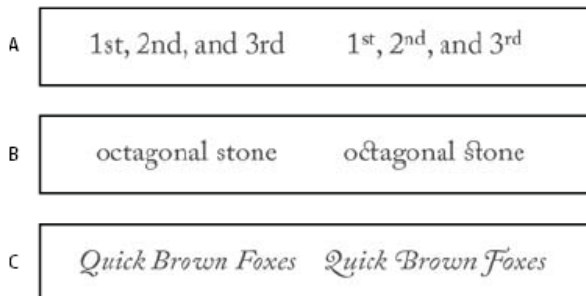 A 1st, 2nd, and 3rd 1st, 2nd, and 3rd
B octagonal stone octagonal stone
C Quick Brown Foxes Quick Brown Foxes